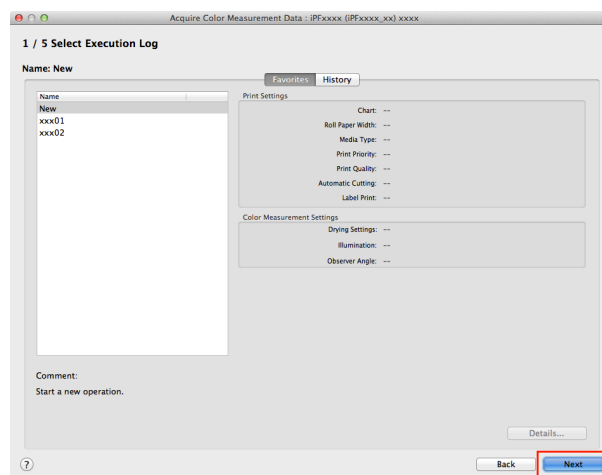 Acquire Color Measurement Data : iPFxxxx (iPFxxxx_xx) xxxx
1 / 5 Select Execution Log
Name: New
Favorites History
Name
New
xxx01
xxx02
Print Settings
Chart: --
Roll Paper Width: --
Media Type: --
Print Priority: --
Print Quality: --
Automatic Cutting: --
Label Print: --
Color Measurement Settings
Drying Settings: --
Illumination: --
Observer Angle: --
Comment:
Start a new operation.
Details...
? Back Next